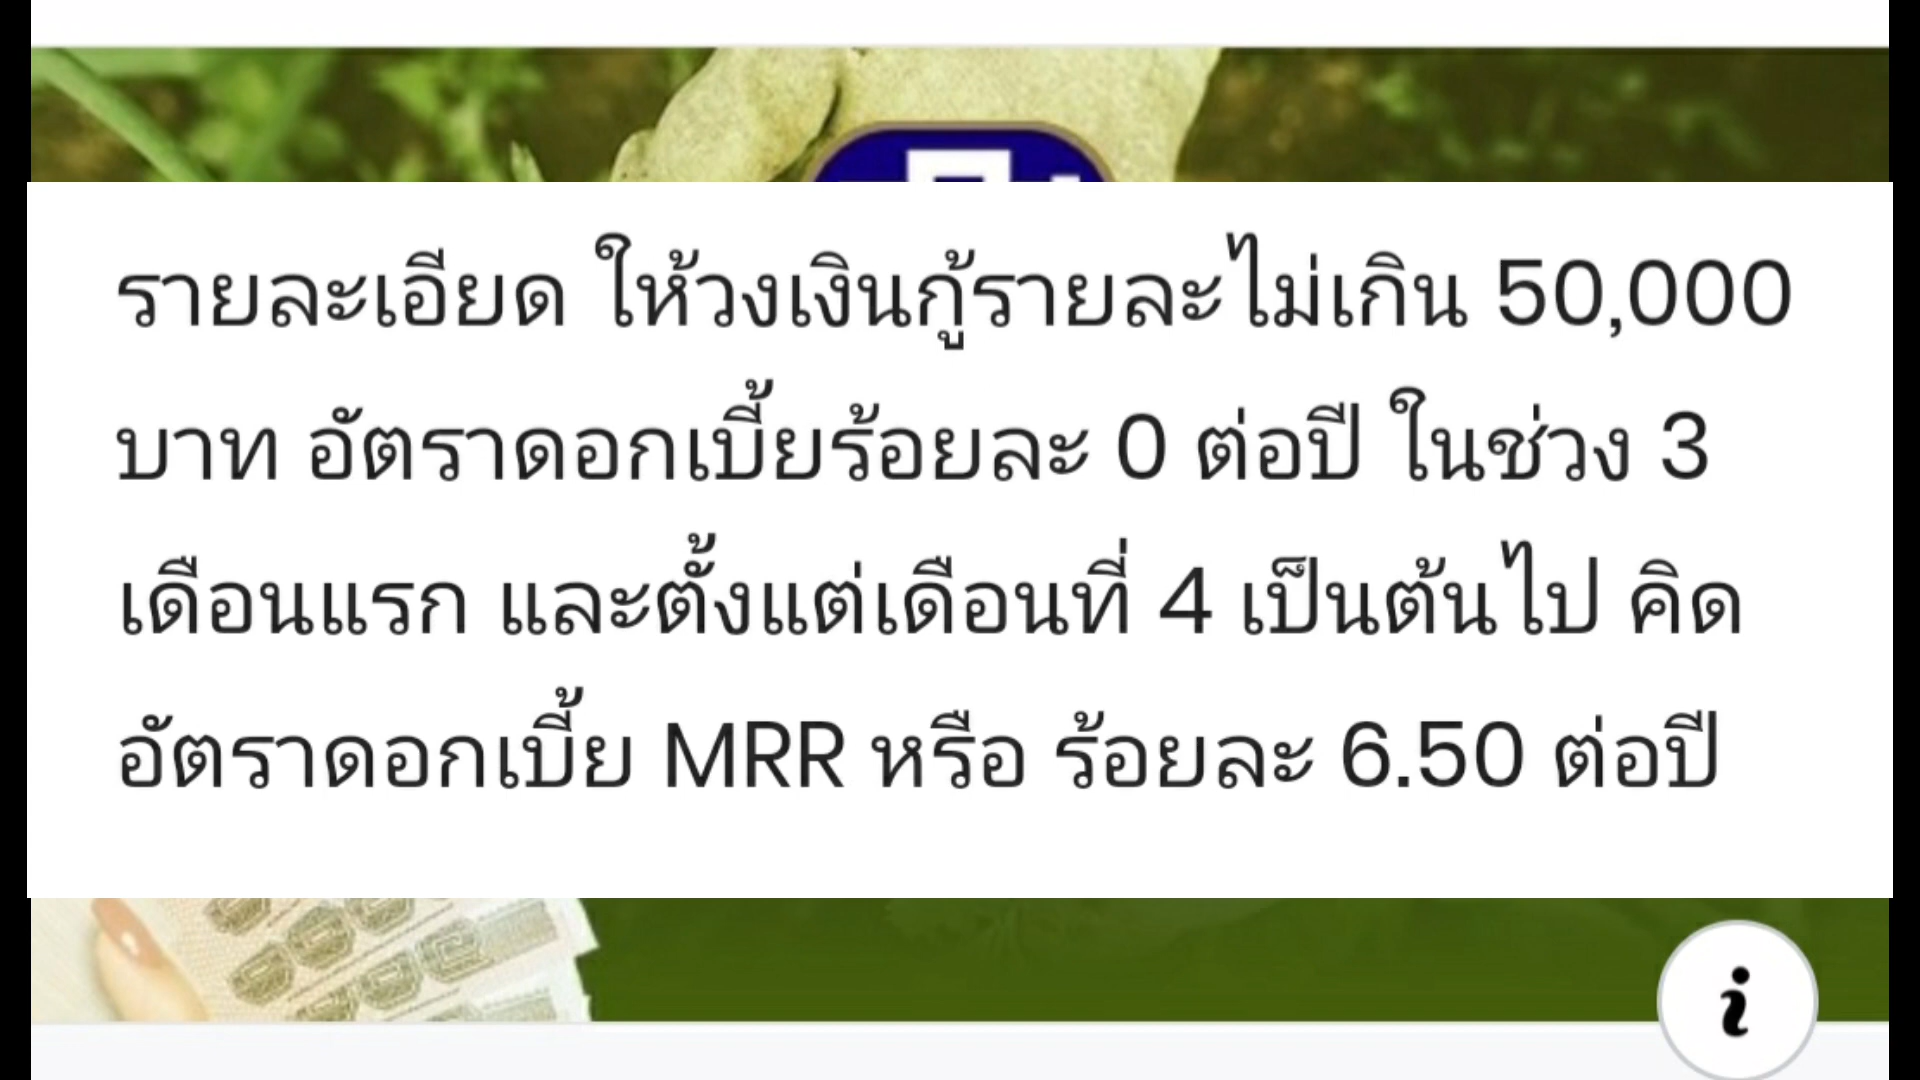 รายละเอียด ให้วงเงินกู้รายละไม่เกิน 50,000
บาท อัตราดอกเบี้ยร้อยละ 0 ต่อปี ในช่วง 3
เดือนแรก และตั้งแต่เดือนที่ 4 เป็นต้นไป คิด
อัตราดอกเบี้ย MRR หรือ ร้อยละ 6.50 ต่อปี
i